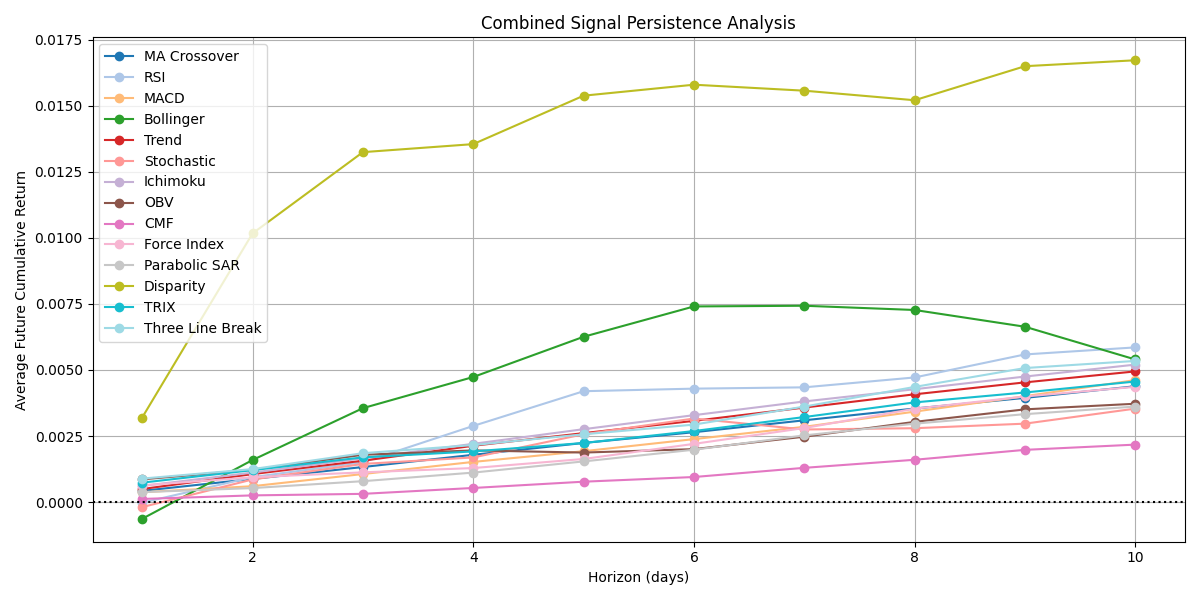 Combined Signal Persistence Analysis
Average Future Cumulative Return
0.0175
0.0150
0.0125
0.0100
0.0075
0.0050
0.0025
0.0000
MA Crossover
RSI
MACD
Bollinger
Trend
Stochastic
Ichimoku
OBV
CMF
Force Index
Parabolic SAR
Disparity
TRIX
Three Line Break
2
4
6
8
10
Horizon (days)